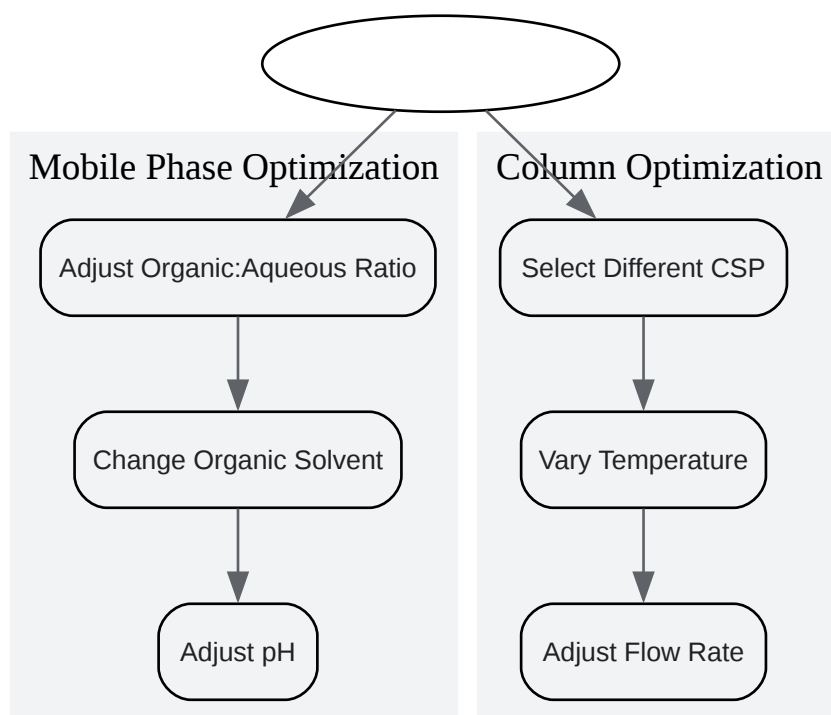 Mobile Phase Optimization
Adjust Organic:Aqueous Ratio
Change Organic Solvent
Adjust pH
Column Optimization
Select Different CSP
Vary Temperature
Adjust Flow Rate